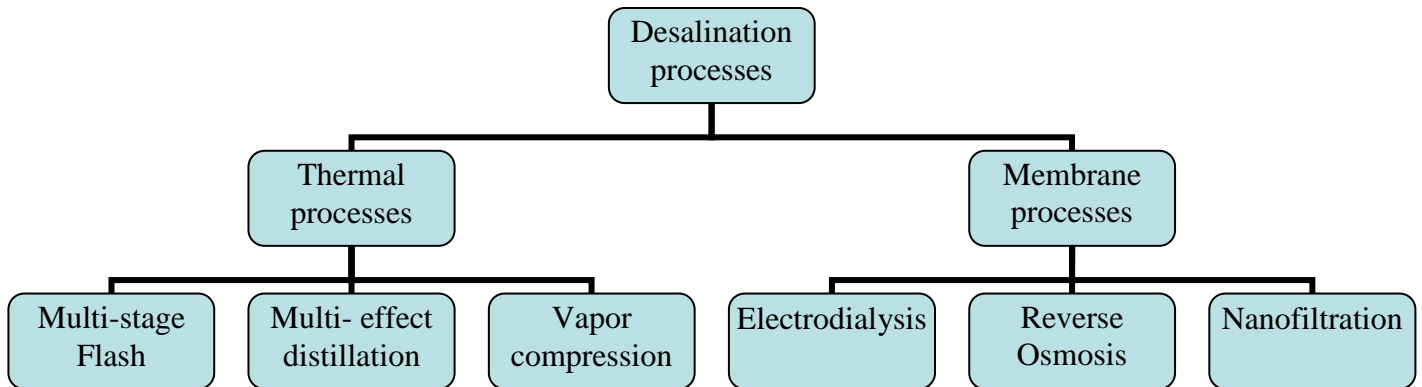 Desalination
processes
Thermal
processes
Membrane
processes
Multi-stage
Flash
Multi- effect
distillation
Vapor
compression
Electrodialysis
Reverse
Osmosis
Nanofiltration